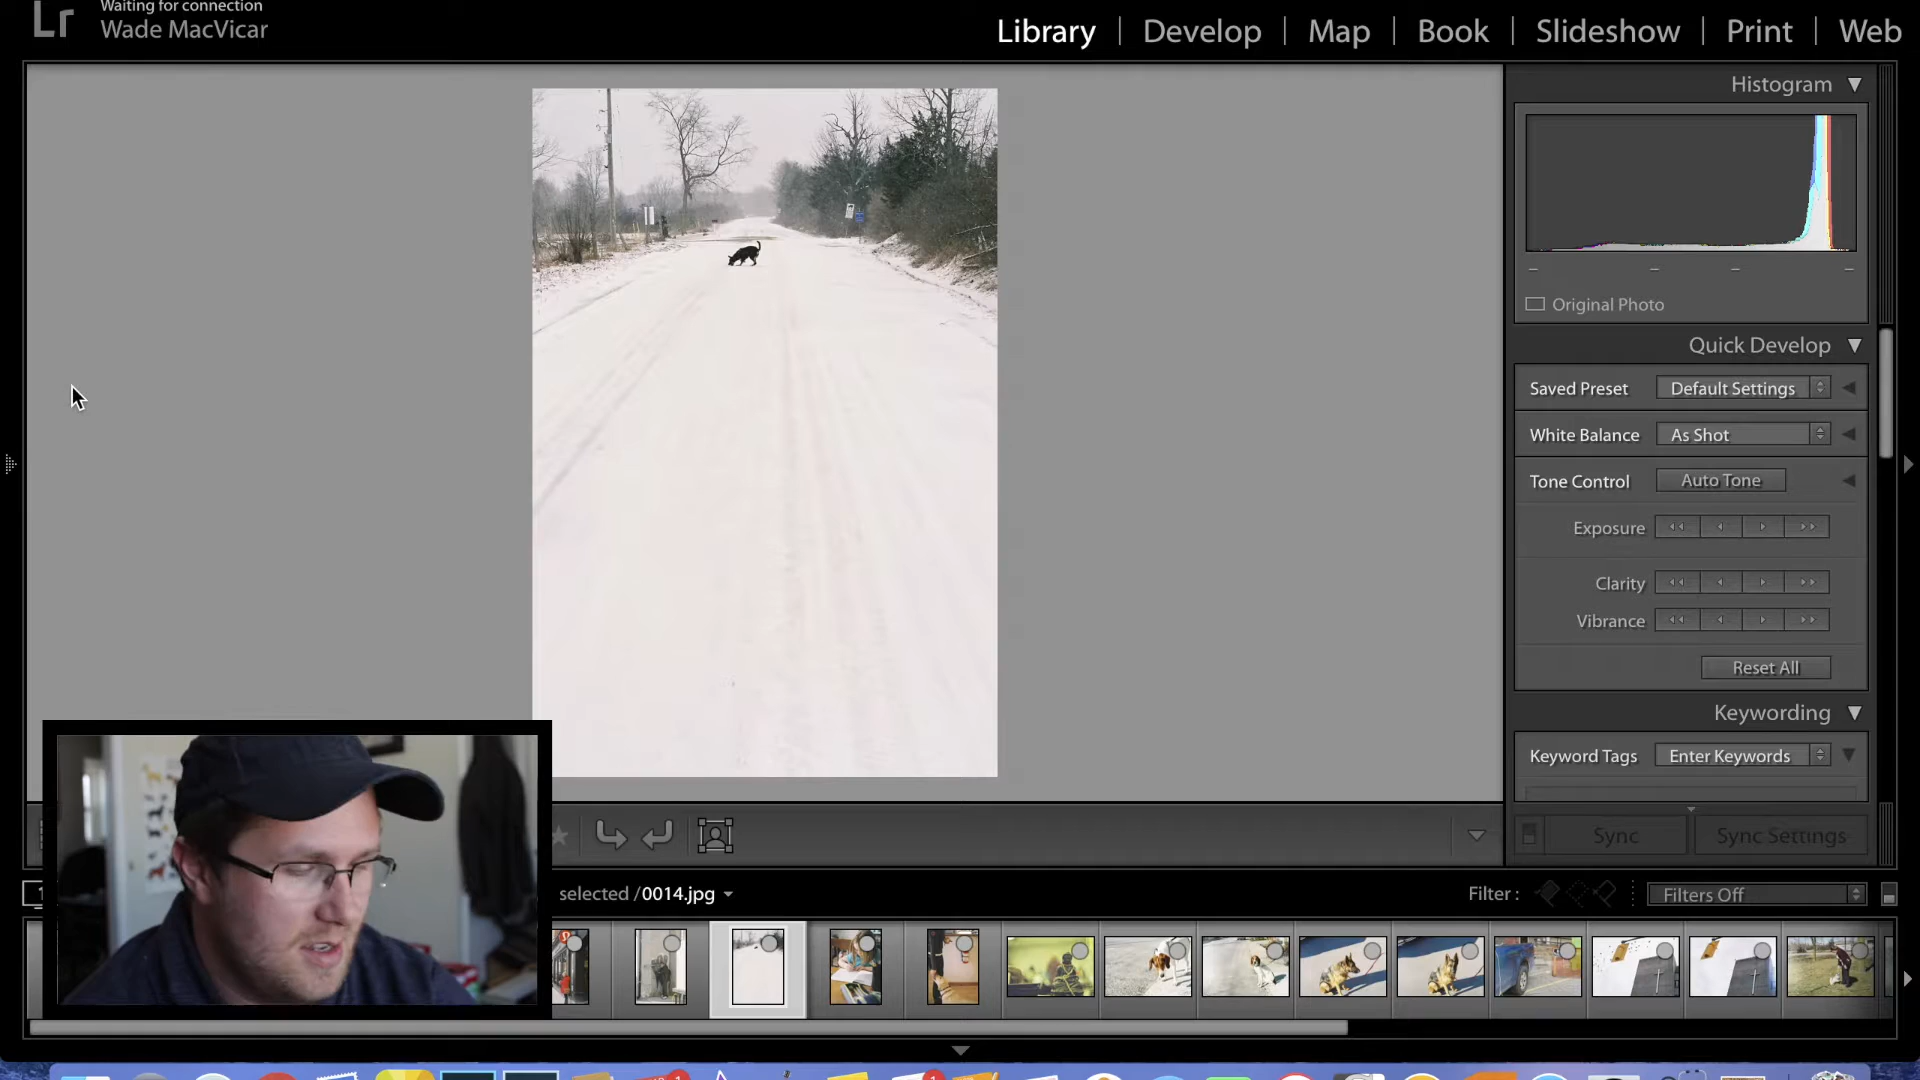 Lr
Waiting for connection
Wade MacVicar
Library | Develop | Map | Book | Slideshow | Print | Web
Histogram
Original Photo
Quick Develop
Saved Preset Default Settings
White Balance As Shot
Tone Control Auto Tone
Exposure
Clarity
Vibrance
Reset All
Keywording
Keyword Tags Enter Keywords
Sync Sync Settings
selected /0014.jpg
Filter : Filters Off